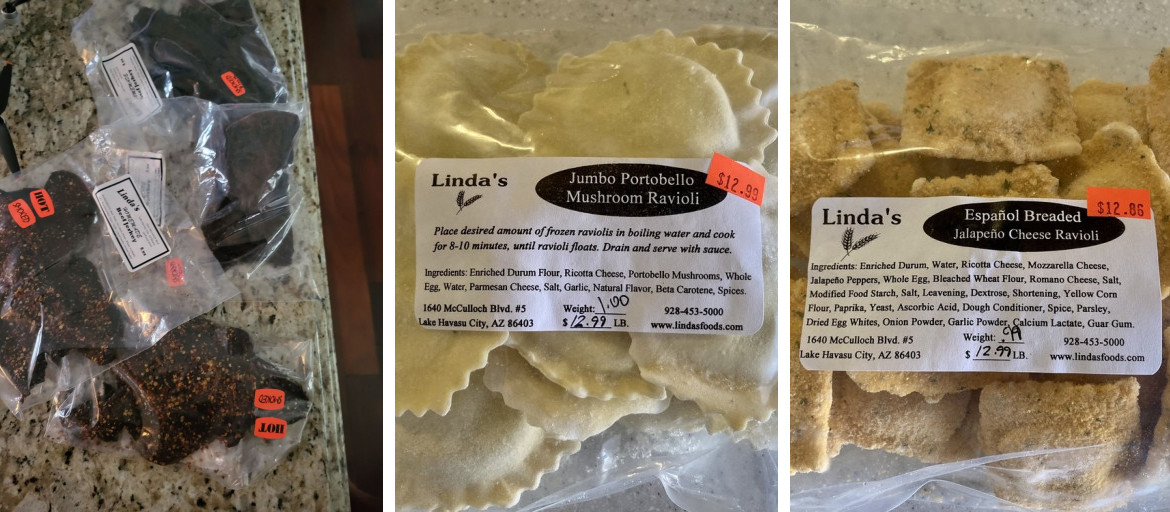 HOT
Linda's
Beef Jerky
HOT
Linda's
Jumbo Portobello
Mushroom Ravioli
$12.99
Place desired amount of frozen raviolis in boiling water and cook
for 8-10 minutes, until ravioli floats. Drain and serve with sauce.
Ingredients: Enriched Durum Flour, Ricotta Cheese, Portobello Mushrooms, Whole
Egg, Water, Parmesan Cheese, Salt, Garlic, Natural Flavor, Beta Carotene, Spices.
1640 McCulloch Blvd. #5 Weight: 1.00 928-453-5000
Lake Havasu City, AZ 86403 $ 12.99 LB. www.lindasfoods.com
Linda's
Español Breaded
Jalapeño Cheese Ravioli
$12.86
Ingredients: Enriched Durum, Water, Ricotta Cheese, Mozzarella Cheese,
Jalapeño Peppers, Whole Egg, Bleached Wheat Flour, Romano Cheese, Salt,
Modified Food Starch, Salt, Leavening, Dextrose, Shortening, Yellow Corn
Flour, Paprika, Yeast, Ascorbic Acid, Dough Conditioner, Spice, Parsley,
Dried Egg Whites, Onion Powder, Garlic Powder, Calcium Lactate, Guar Gum.
1640 McCulloch Blvd. #5 Weight: .99 928-453-5000
Lake Havasu City, AZ 86403 $ 12.99 LB. www.lindasfoods.com